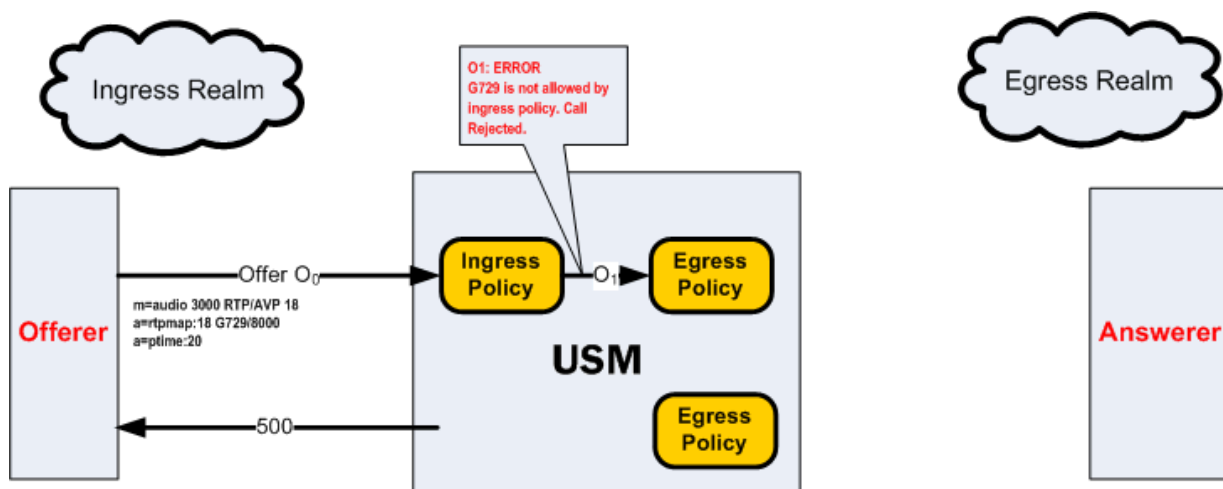 Ingress Realm
Egress Realm
O1: ERROR
G729 is not allowed by
ingress policy. Call
Rejected.
Offerer
Offer O₀
m=audio 3000 RTP/AVP 18
a=rtpmap:18 G729/8000
a=ptime:20
Ingress
Policy
O₁
Egress
Policy
USM
Answerer
500
Egress
Policy